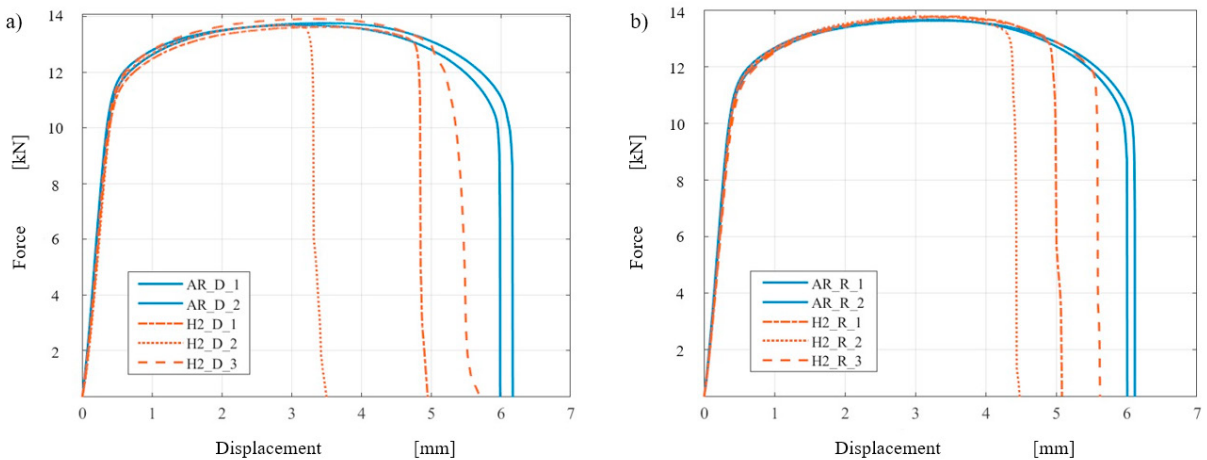 a)
14
12
10
8
6
4
2
Force [kN]
AR_D_1
AR_D_2
H2_D_1
H2_D_2
H2_D_3
0 1 2 3 4 5 6 7
Displacement [mm]
b)
14
12
10
8
6
4
2
Force [kN]
AR_R_1
AR_R_2
H2_R_1
H2_R_2
H2_R_3
0 1 2 3 4 5 6 7
Displacement [mm]